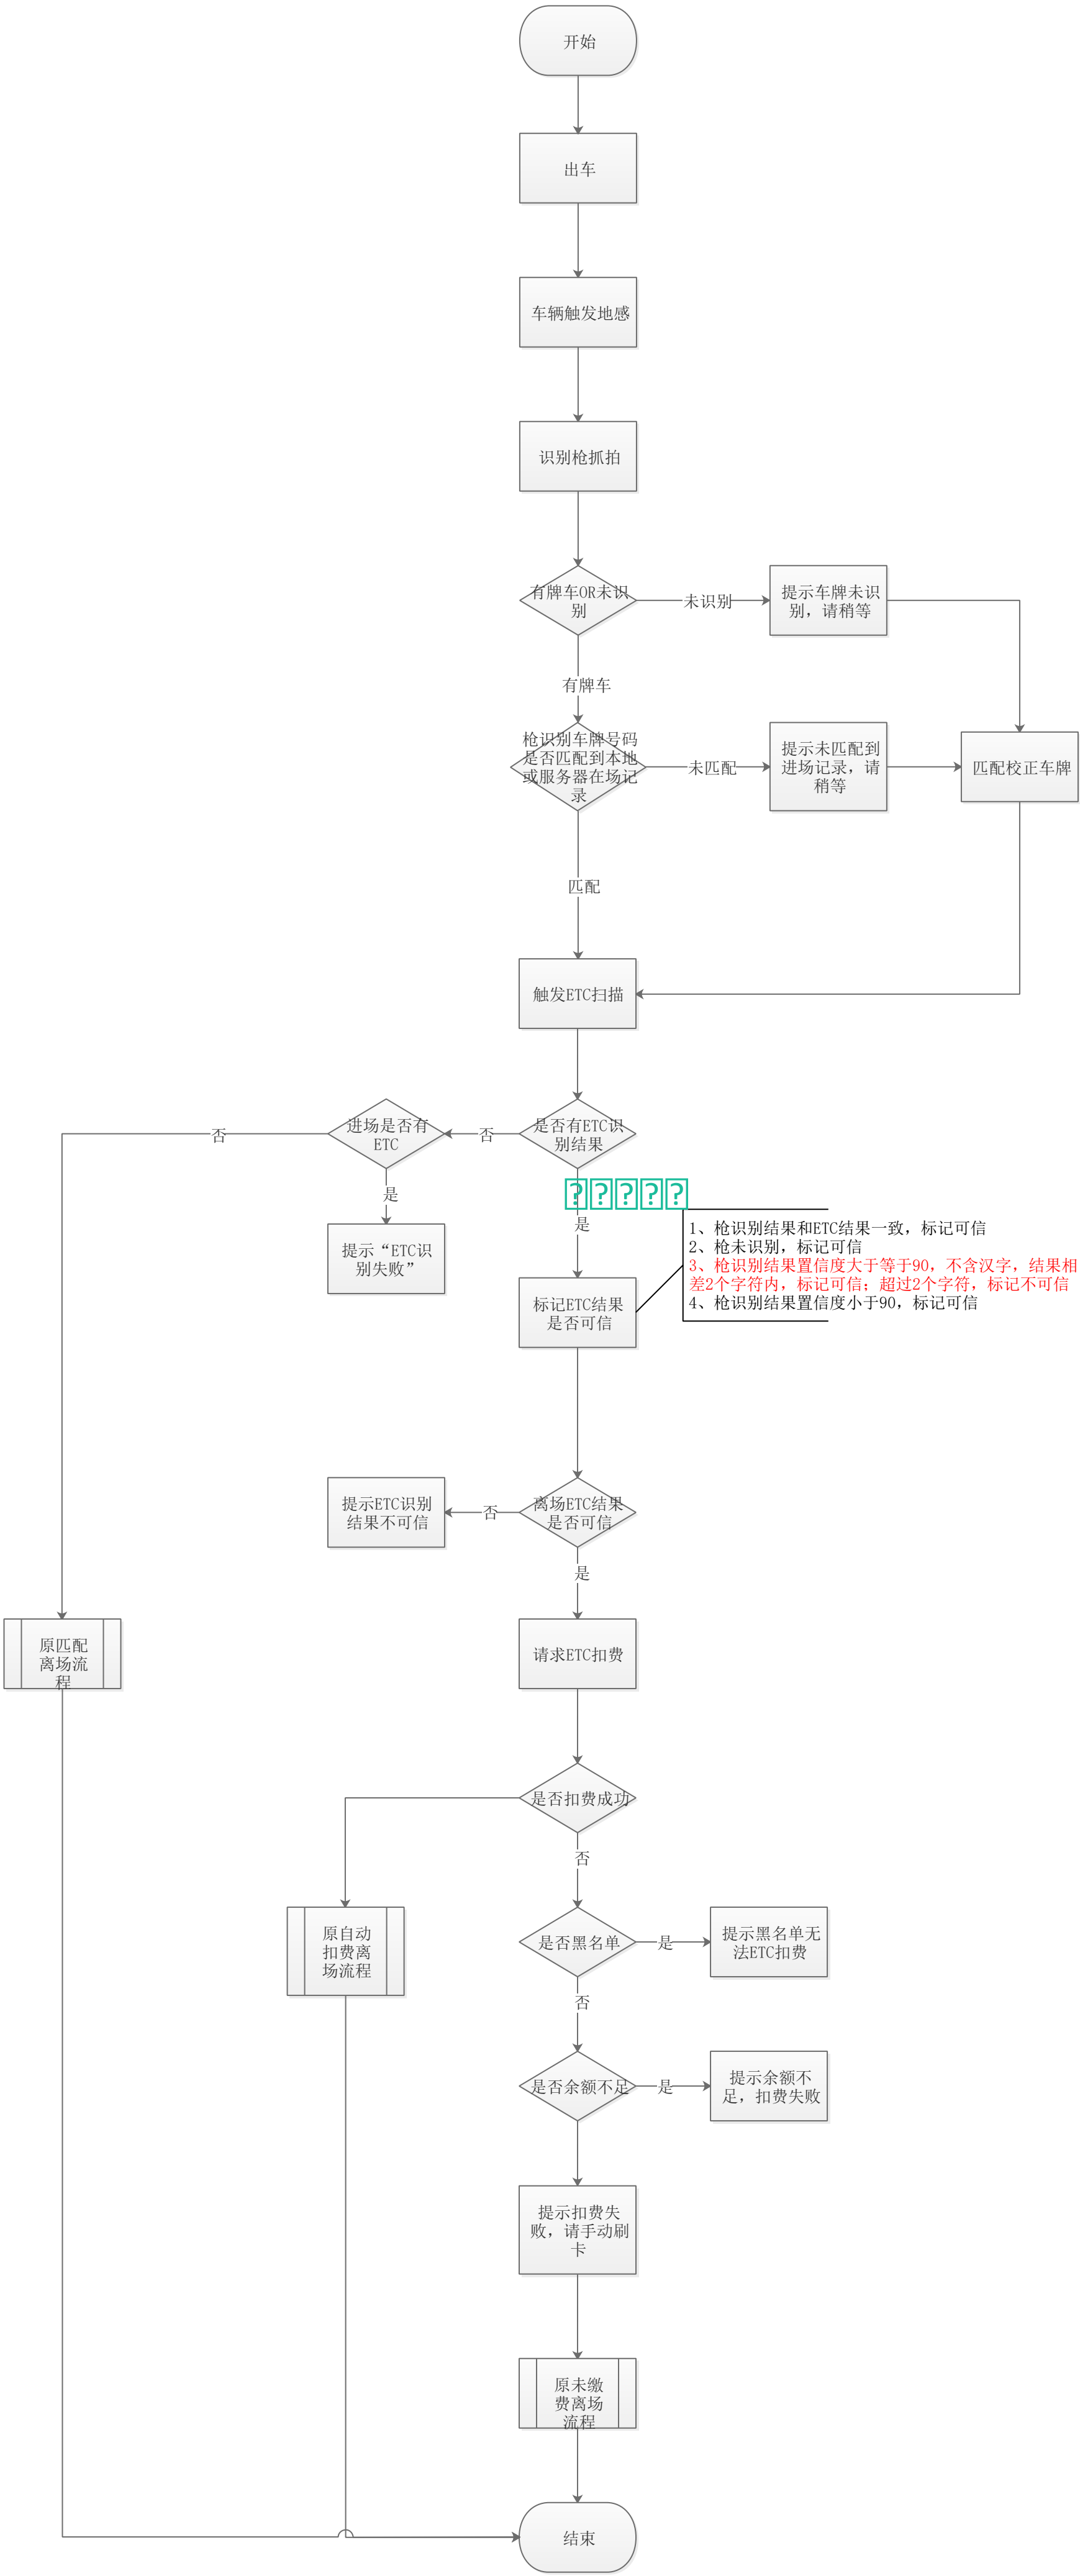 开始
出车
车辆触发地感
识别枪抓拍
有牌车OR未识
别
未识别
提示车牌未识
别，请稍等
有牌车
枪识别车牌号码
是否匹配到本地
或服务器在场记
录
未匹配
提示未匹配到
进场记录，请
稍等
匹配校正车牌
匹配
触发ETC扫描
是否有ETC识
别结果
否
进场是否有
ETC
否
是
提示“ETC识
别失败”
是
1、枪识别结果和ETC结果一致，标记可信
2、枪未识别，标记可信
3、枪识别结果置信度大于等于90，不含汉字，结果相
差2个字符内，标记可信；超过2个字符，标记不可信
4、枪识别结果置信度小于90，标记可信
标记ETC结果
是否可信
离场ETC结果
是否可信
否
提示ETC识别
结果不可信
是
原匹配
离场流
程
请求ETC扣费
是否扣费成功
否
原自动
扣费离
场流程
是否黑名单
是
提示黑名单无
法ETC扣费
否
是否余额不足
是
提示余额不
足，扣费失败
提示扣费失
败，请手动刷
卡
原未缴
费离场
流程
结束